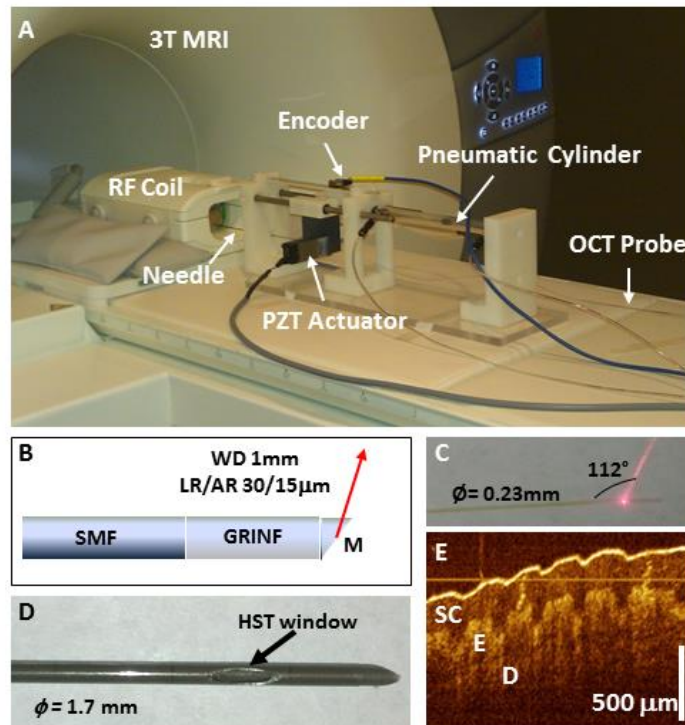 A
3T MRI
Encoder
Pneumatic Cylinder
RF Coil
OCT Probe
Needle
PZT Actuator
B
WD 1mm
LR/AR 30/15μm
SMF
GRINF
M
C
112°
Ø= 0.23mm
D
HST window
ϕ = 1.7 mm
E
SC
E
D
500 μm